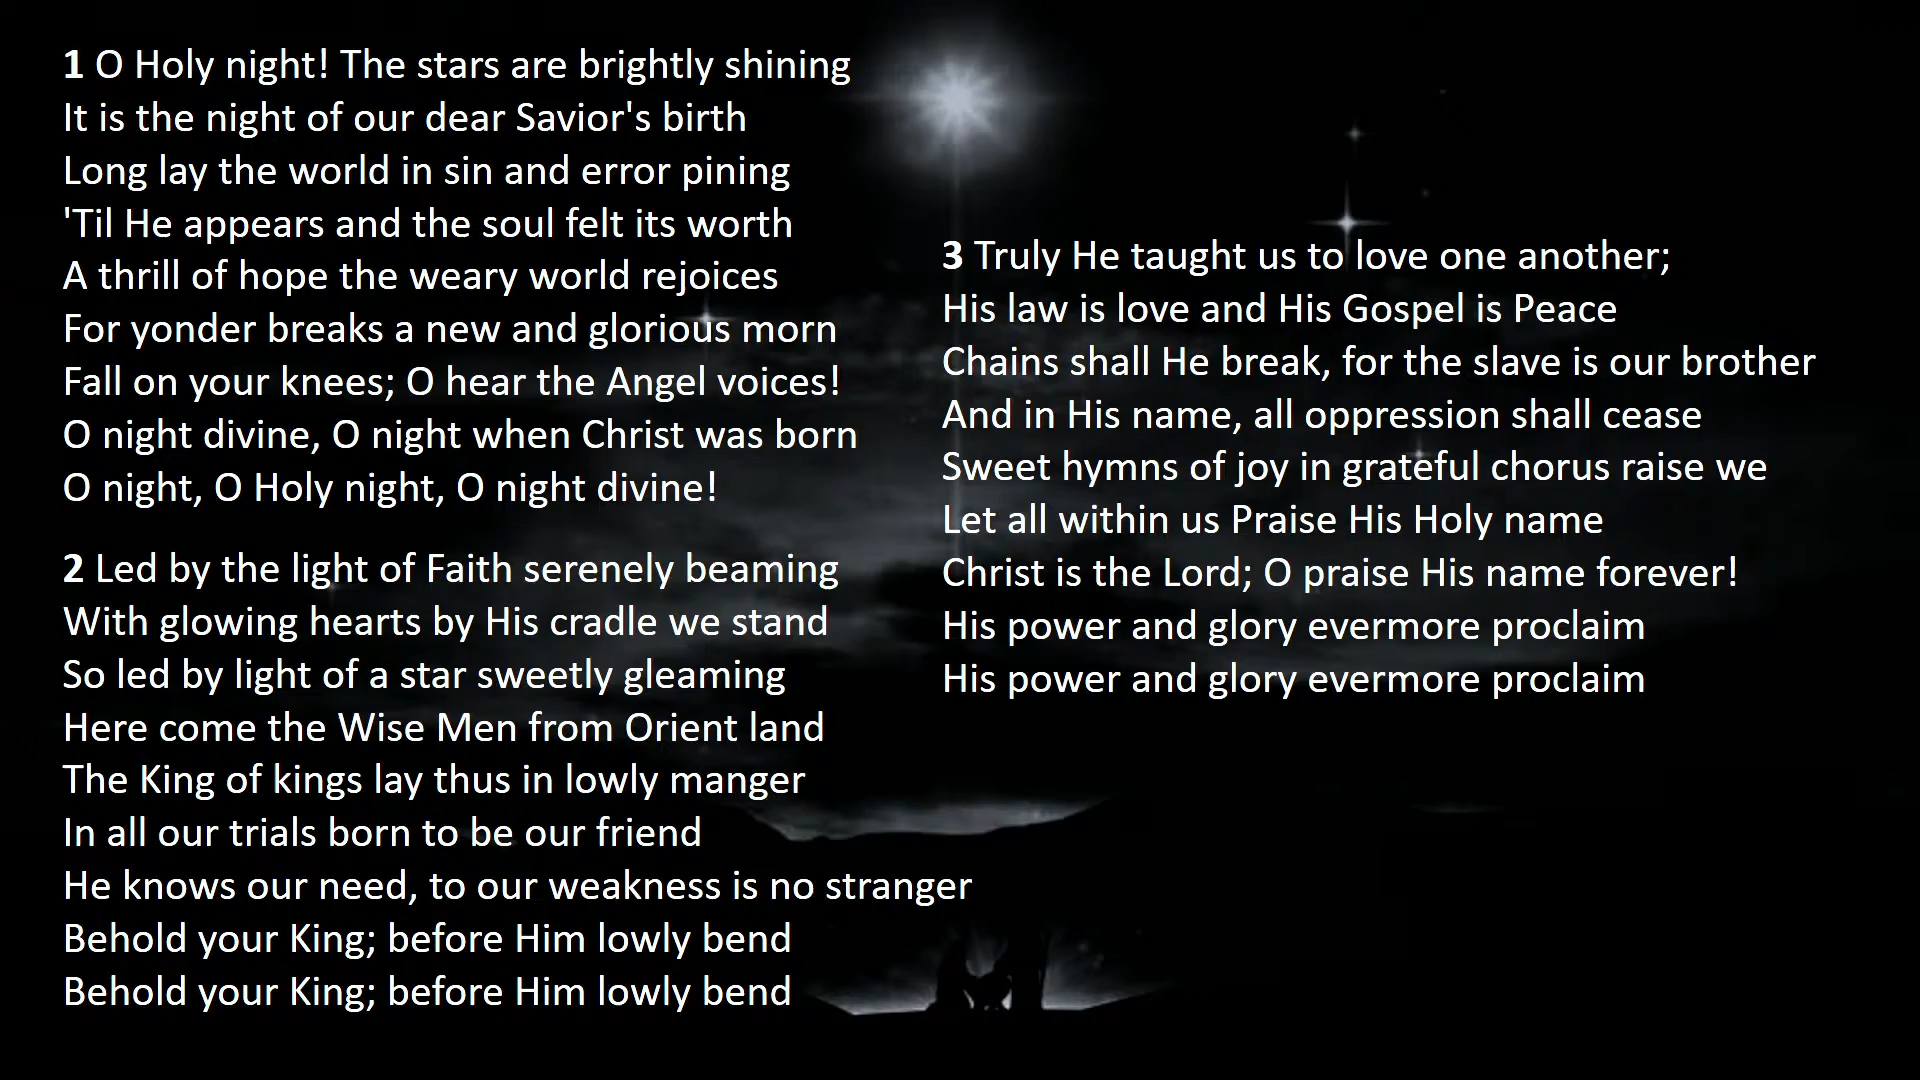 1 O Holy night! The stars are brightly shining
It is the night of our dear Savior's birth
Long lay the world in sin and error pining
'Til He appears and the soul felt its worth
A thrill of hope the weary world rejoices
For yonder breaks a new and glorious morn
Fall on your knees; O hear the Angel voices!
O night divine, O night when Christ was born
O night, O Holy night, O night divine!
2 Led by the light of Faith serenely beaming
With glowing hearts by His cradle we stand
So led by light of a star sweetly gleaming
Here come the Wise Men from Orient land
The King of kings lay thus in lowly manger
In all our trials born to be our friend
He knows our need, to our weakness is no stranger
Behold your King; before Him lowly bend
Behold your King; before Him lowly bend
3 Truly He taught us to love one another;
His law is love and His Gospel is Peace
Chains shall He break, for the slave is our brother
And in His name, all oppression shall cease
Sweet hymns of joy in grateful chorus raise we
Let all within us Praise His Holy name
Christ is the Lord; O praise His name forever!
His power and glory evermore proclaim
His power and glory evermore proclaim